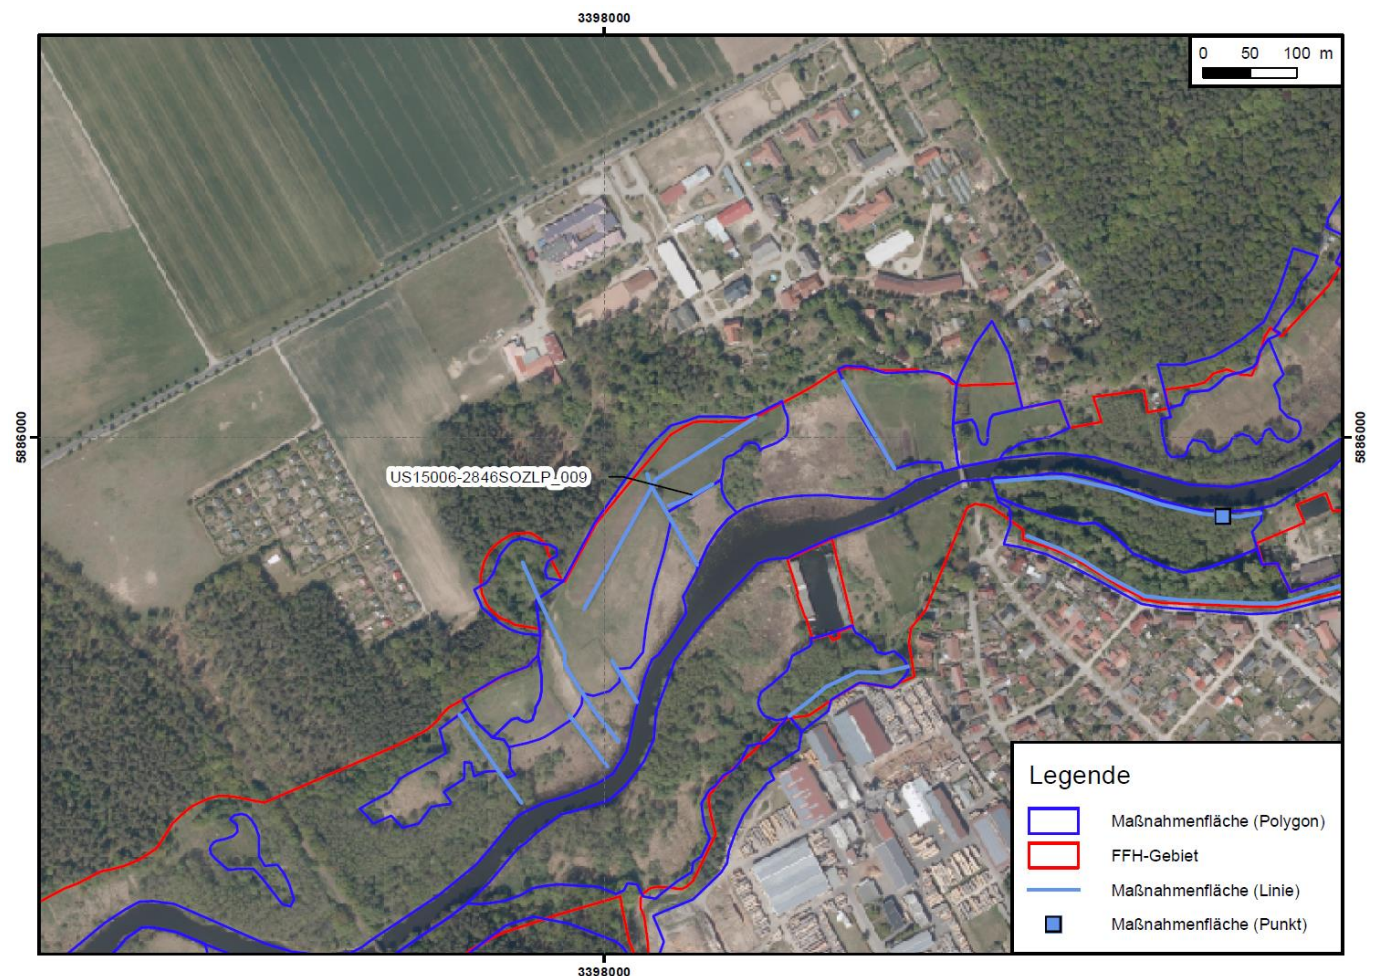 3398000
0 50 100 m
5886000
5886000
US15006-2846SOZLP_009
Legende
Maßnahmenfläche (Polygon)
FFH-Gebiet
Maßnahmenfläche (Linie)
Maßnahmenfläche (Punkt)
3398000